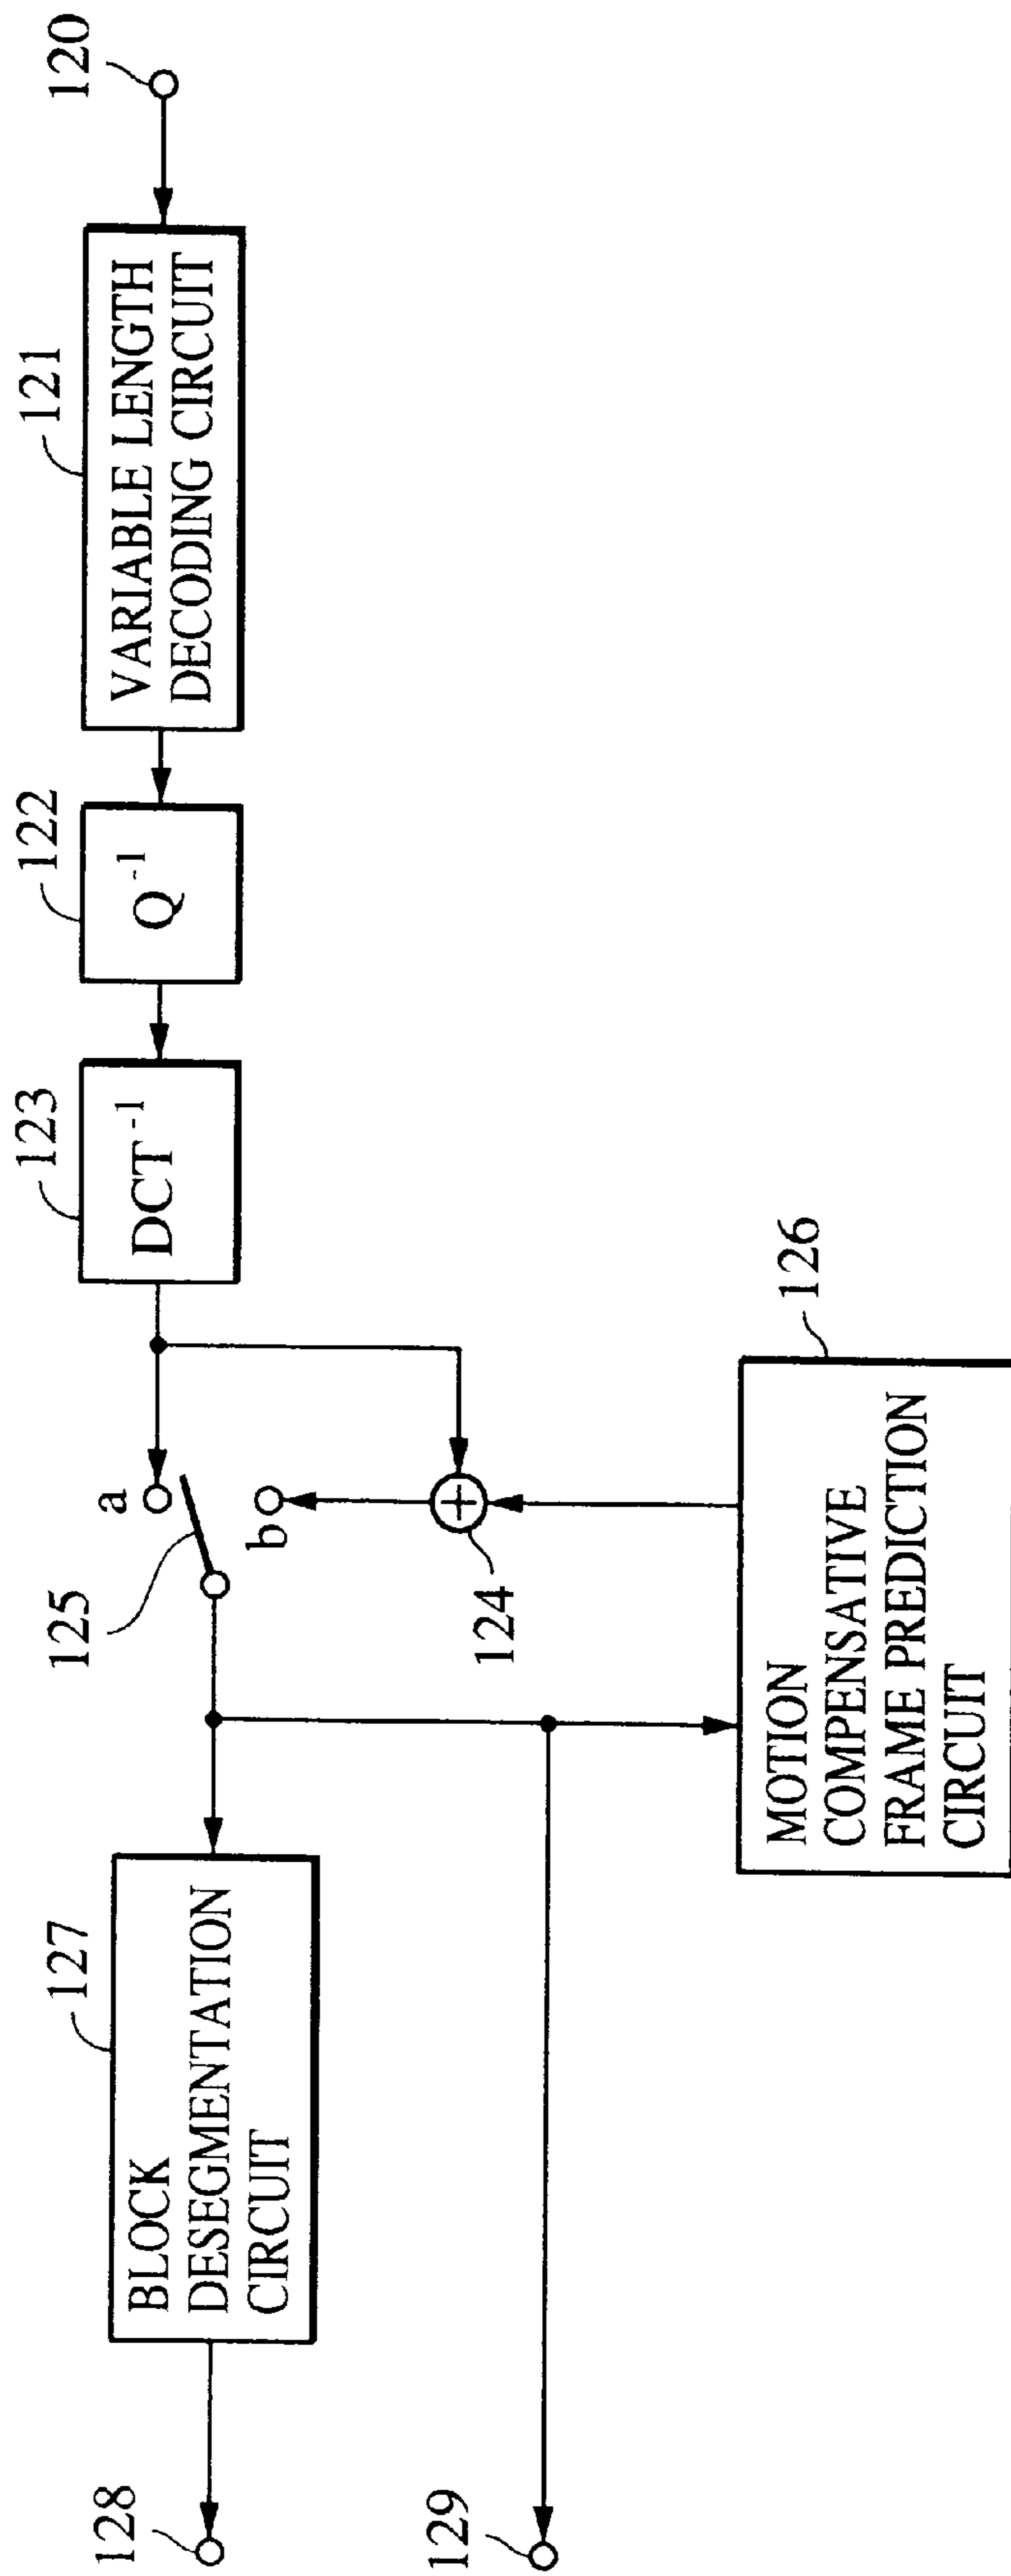 120
121
VARIABLE LENGTH
DECODING CIRCUIT
122
Q⁻¹
123
DCT⁻¹
a
b
125
124
126
MOTION
COMPENSATIVE
FRAME PREDICTION
CIRCUIT
127
BLOCK
DESEGMENTATION
CIRCUIT
128
129